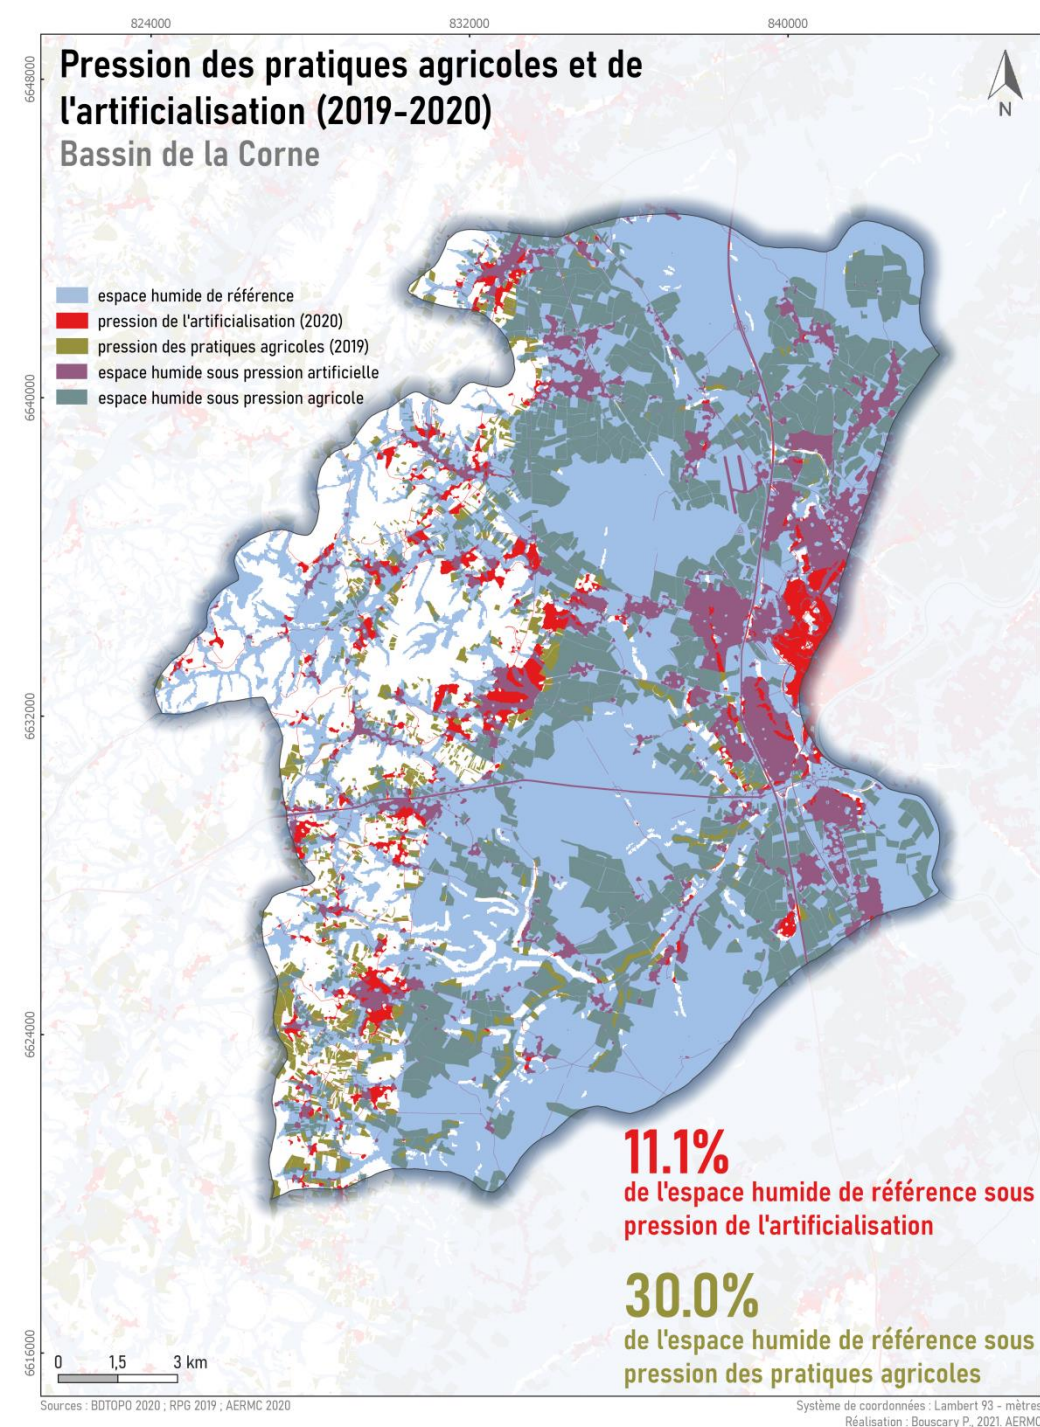 824000
832000
840000
6648000
Pression des pratiques agricoles et de
l'artificialisation (2019-2020)
Bassin de la Corne
N
espace humide de référence
pression de l'artificialisation (2020)
pression des pratiques agricoles (2019)
espace humide sous pression artificielle
espace humide sous pression agricole
6640000
6632000
6624000
11.1%
de l'espace humide de référence sous
pression de l'artificialisation
30.0%
de l'espace humide de référence sous
pression des pratiques agricoles
6616000
0 1,5 3 km
Sources : BDTOPO 2020 ; RPG 2019 ; AERMC 2020
Système de coordonnées : Lambert 93 - mètres
Réalisation : Bouscary P., 2021. AERMC